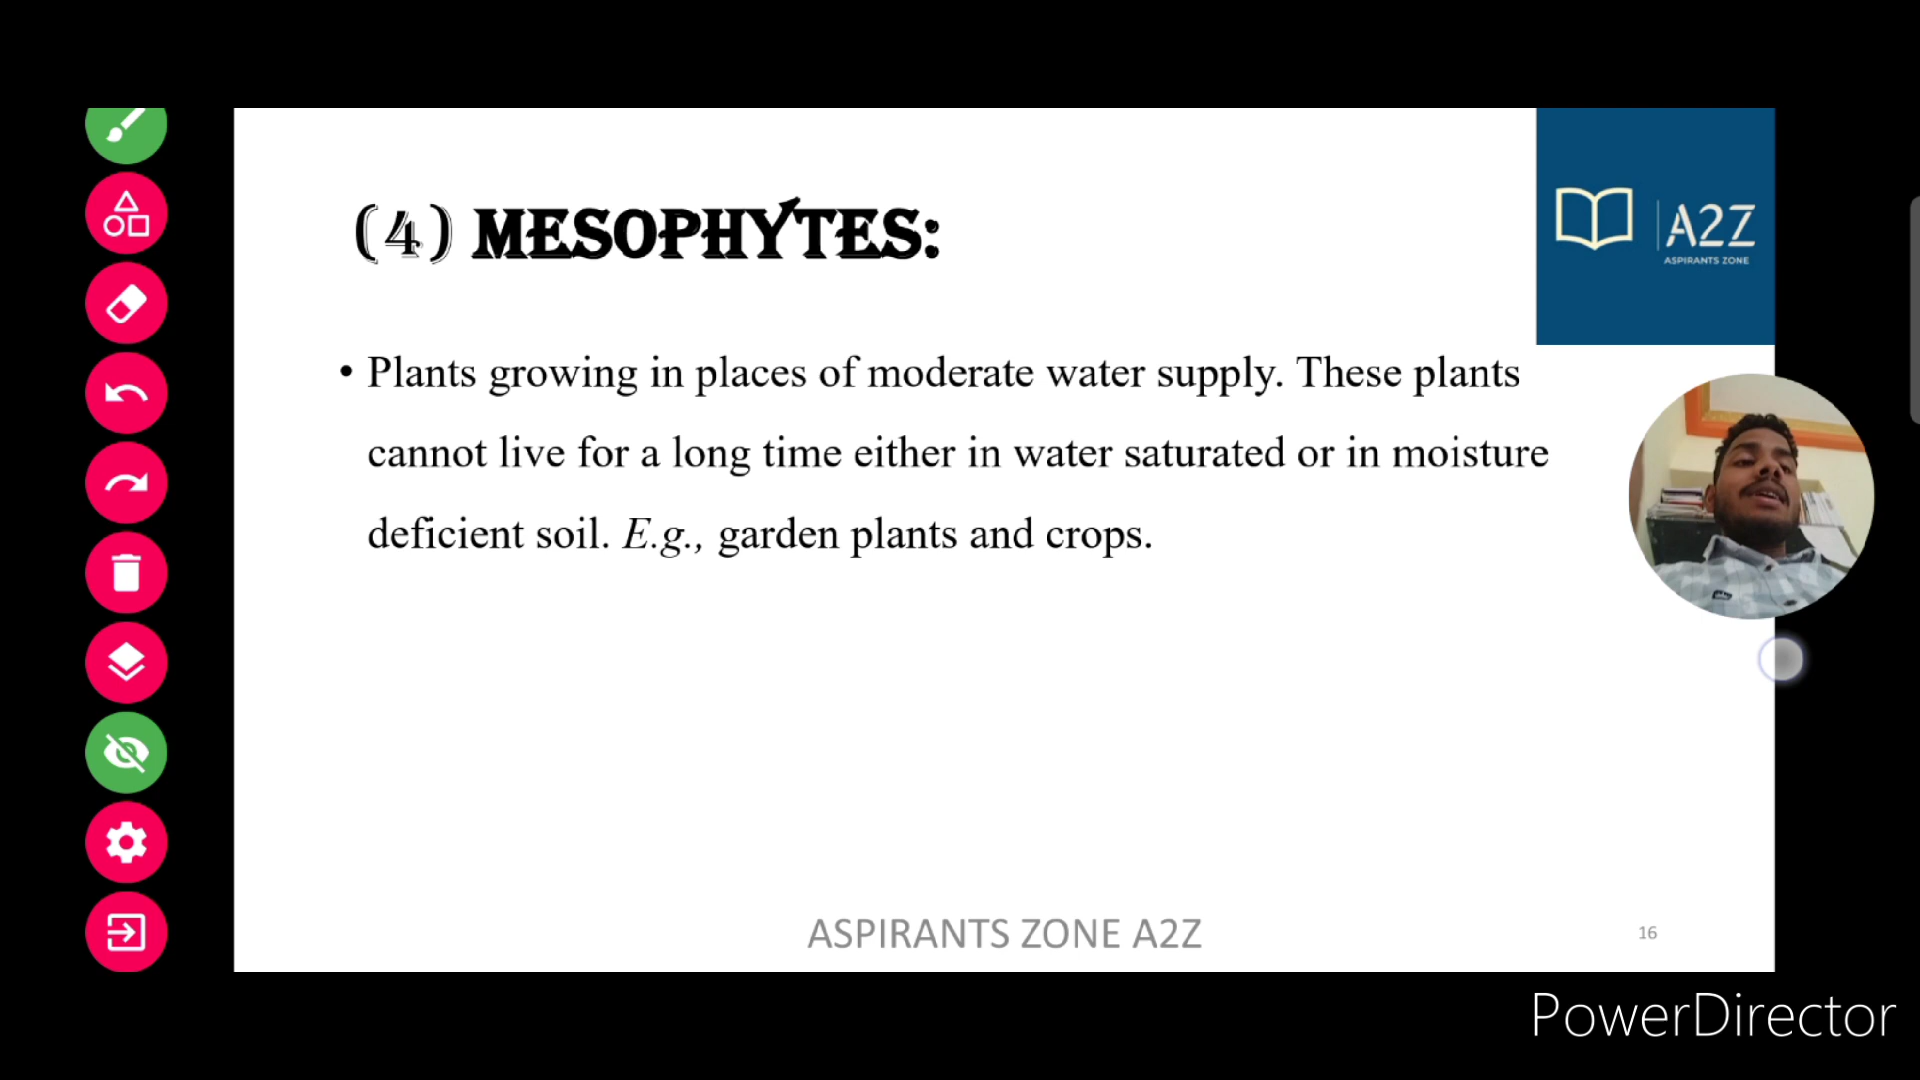 (4) MESOPHYTES:
A2Z
ASPIRANTS ZONE
• Plants growing in places of moderate water supply. These plants
cannot live for a long time either in water saturated or in moisture
deficient soil. E.g., garden plants and crops.
ASPIRANTS ZONE A2Z
16
PowerDirector